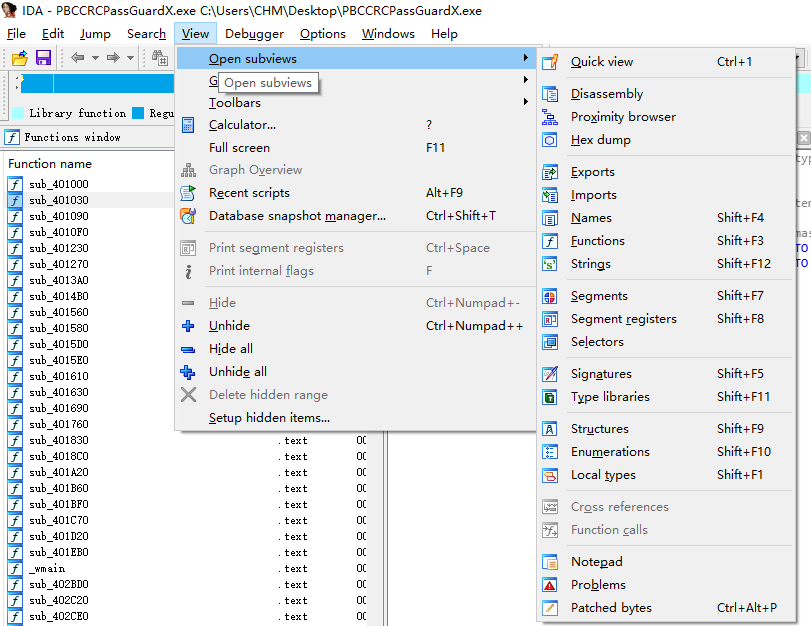 IDA - PBCCRCPassGuardX.exe C:\Users\CHM\Desktop\PBCCRCPassGuardX.exe
File Edit Jump Search View Debugger Options Windows Help
Open subviews
G
Open subviews
Toolbars
Calculator... ?
Full screen F11
Graph Overview
Recent scripts Alt+F9
Database snapshot manager... Ctrl+Shift+T
Print segment registers Ctrl+Space
Print internal flags F
Hide Ctrl+Numpad+-
Unhide Ctrl+Numpad++
Hide all
Unhide all
Delete hidden range
Setup hidden items...
Quick view Ctrl+1
Disassembly
Proximity browser
Hex dump
Exports
Imports
Names Shift+F4
Functions Shift+F3
Strings Shift+F12
Segments Shift+F7
Segment registers Shift+F8
Selectors
Signatures Shift+F5
Type libraries Shift+F11
Structures Shift+F9
Enumerations Shift+F10
Local types Shift+F1
Cross references
Function calls
Notepad
Problems
Patched bytes Ctrl+Alt+P
Library function Regu
Functions window
Function name
sub_401000
sub_401030
sub_401090
sub_4010F0
sub_401230
sub_401270
sub_4013A0
sub_4014B0
sub_401560
sub_401580
sub_4015D0
sub_4015E0
sub_401610
sub_401630
sub_401690
sub_401760
sub_401830 .text 00
sub_4018C0 .text 00
sub_401A20 .text 00
sub_401B60 .text 00
sub_401BF0 .text 00
sub_401C70 .text 00
sub_401D20 .text 00
sub_401EB0 .text 00
_wmain .text 00
sub_402BD0 .text 00
sub_402C20 .text 00
sub_402CE0 .text 00